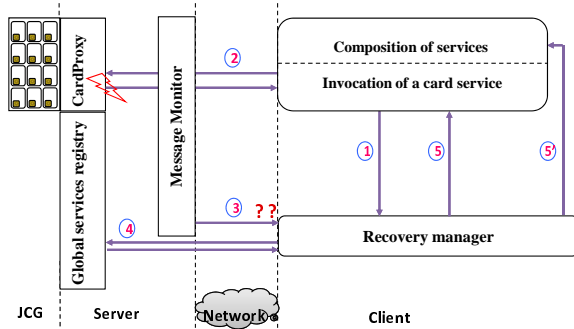 CardProxy
Global services registry
Message Monitor
2
Composition of services
Invocation of a card service
1
5
5'
3
? ?
4
Recovery manager
JCG
Server
Network
Client